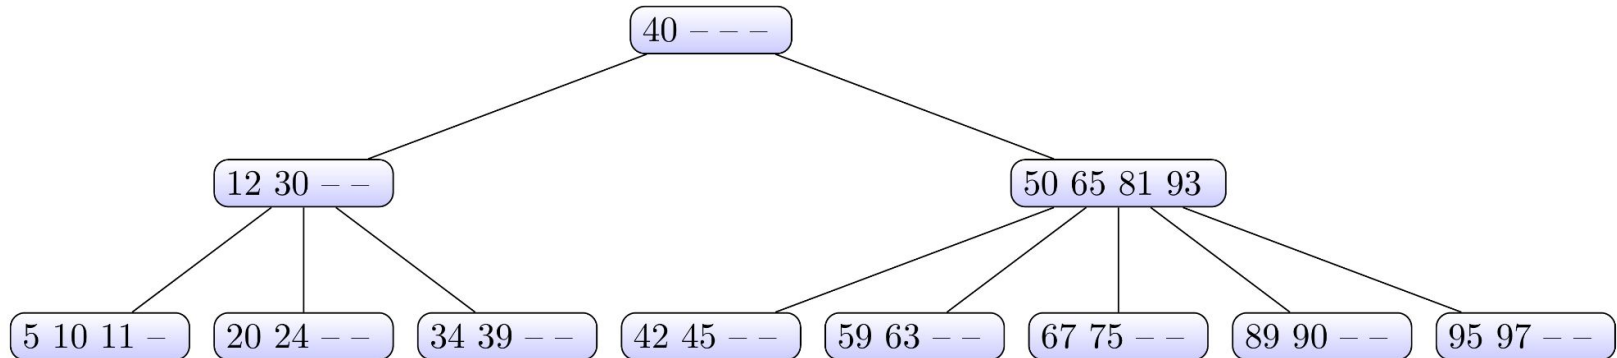 40 – – –
12 30 – –
50 65 81 93
5 10 11 –
20 24 – –
34 39 – –
42 45 – –
59 63 – –
67 75 – –
89 90 – –
95 97 – –